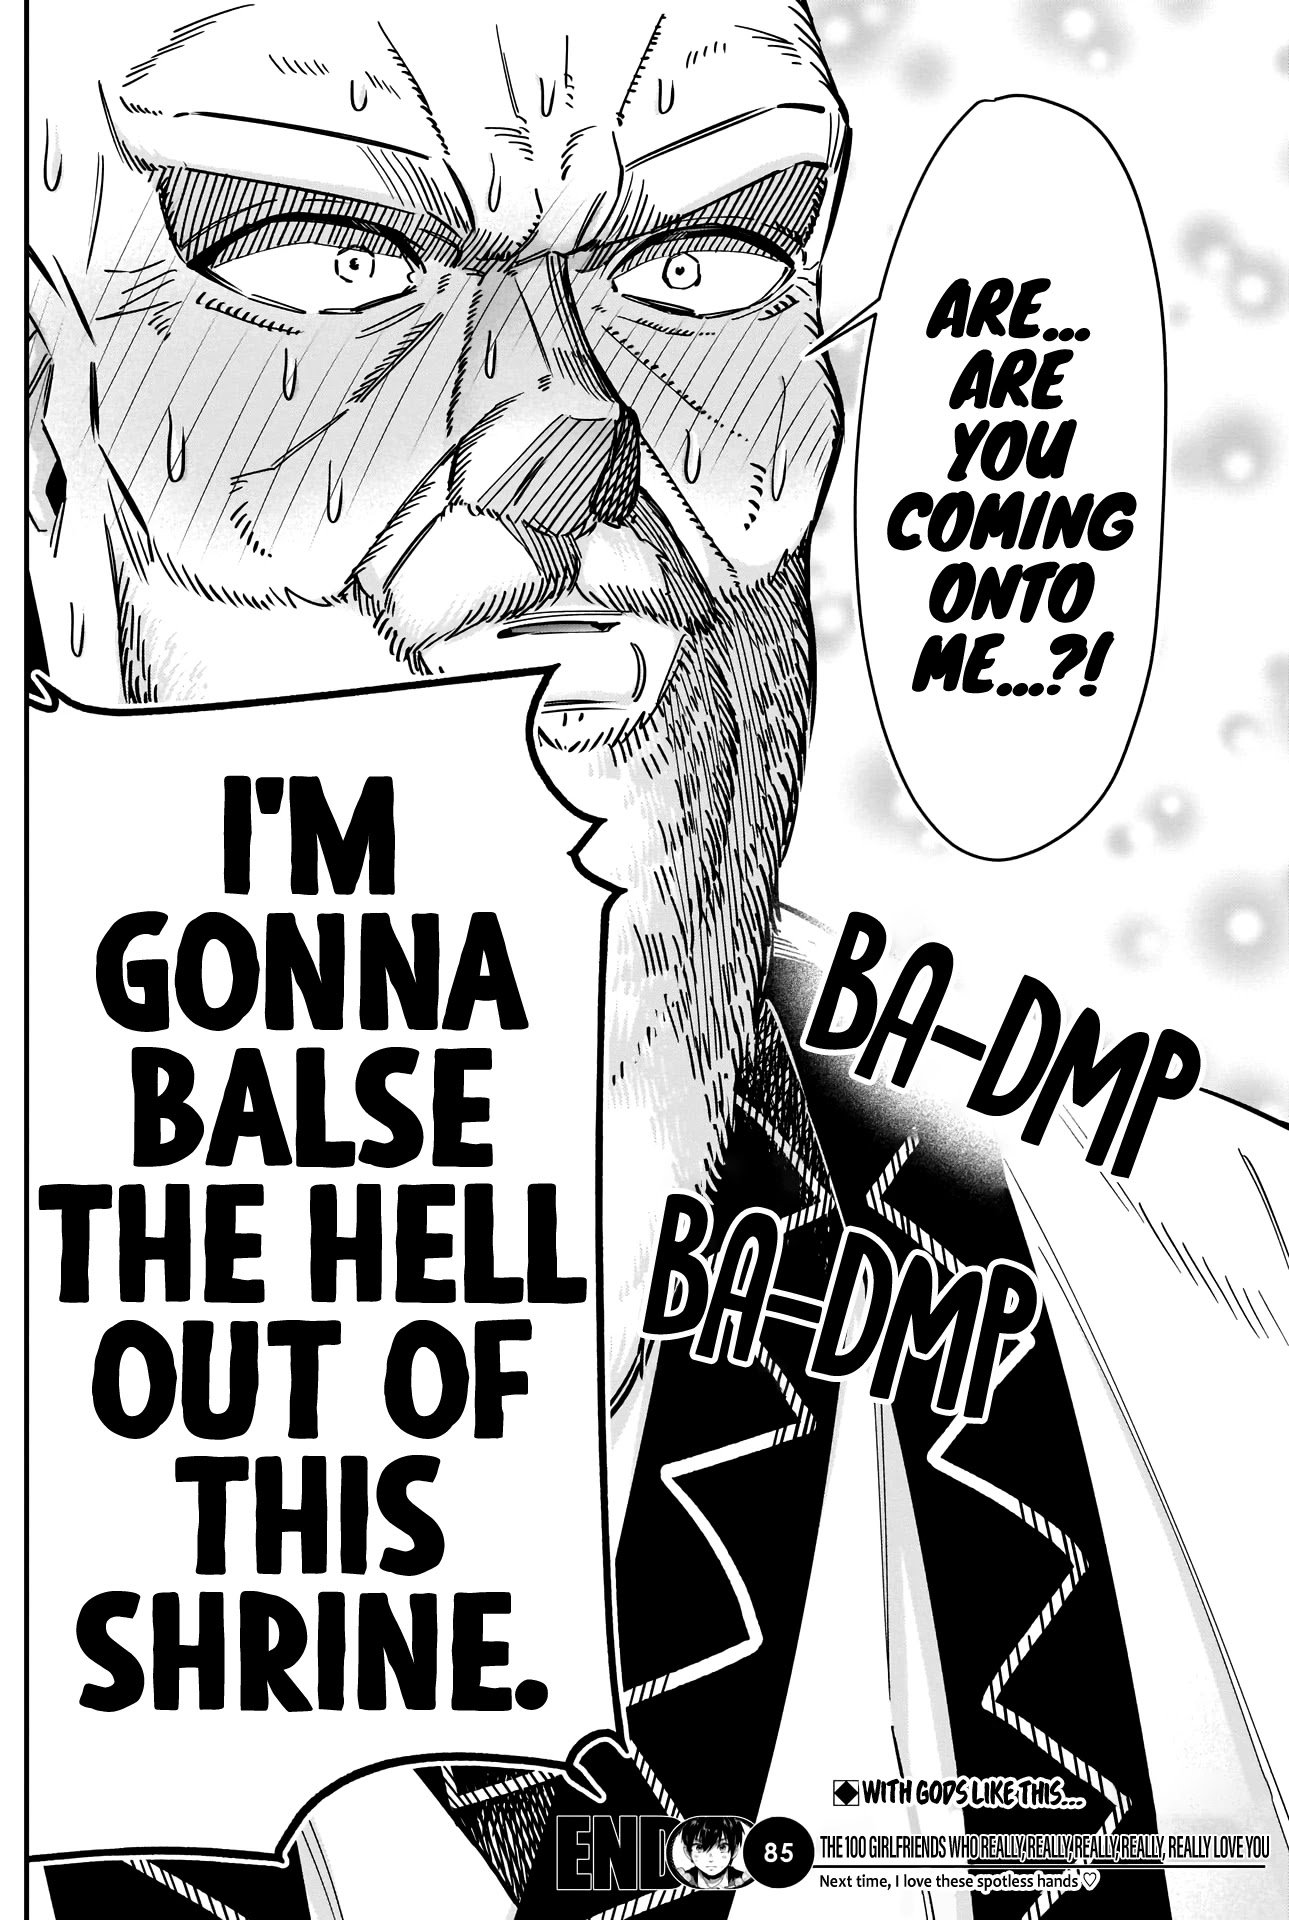 ARE...
ARE
YOU
COMING
ONTO
ME...?!
BA-DMP
BA-DMP
I'M
GONNA
BALSE
THE HELL
OUT OF
THIS
SHRINE.
WITH GODS LIKE THIS...
END
85
THE 100 GIRLFRIENDS WHO REALLY, REALLY, REALLY, REALLY, REALLY LOVE YOU
Next time, I love these spotless hands ♡